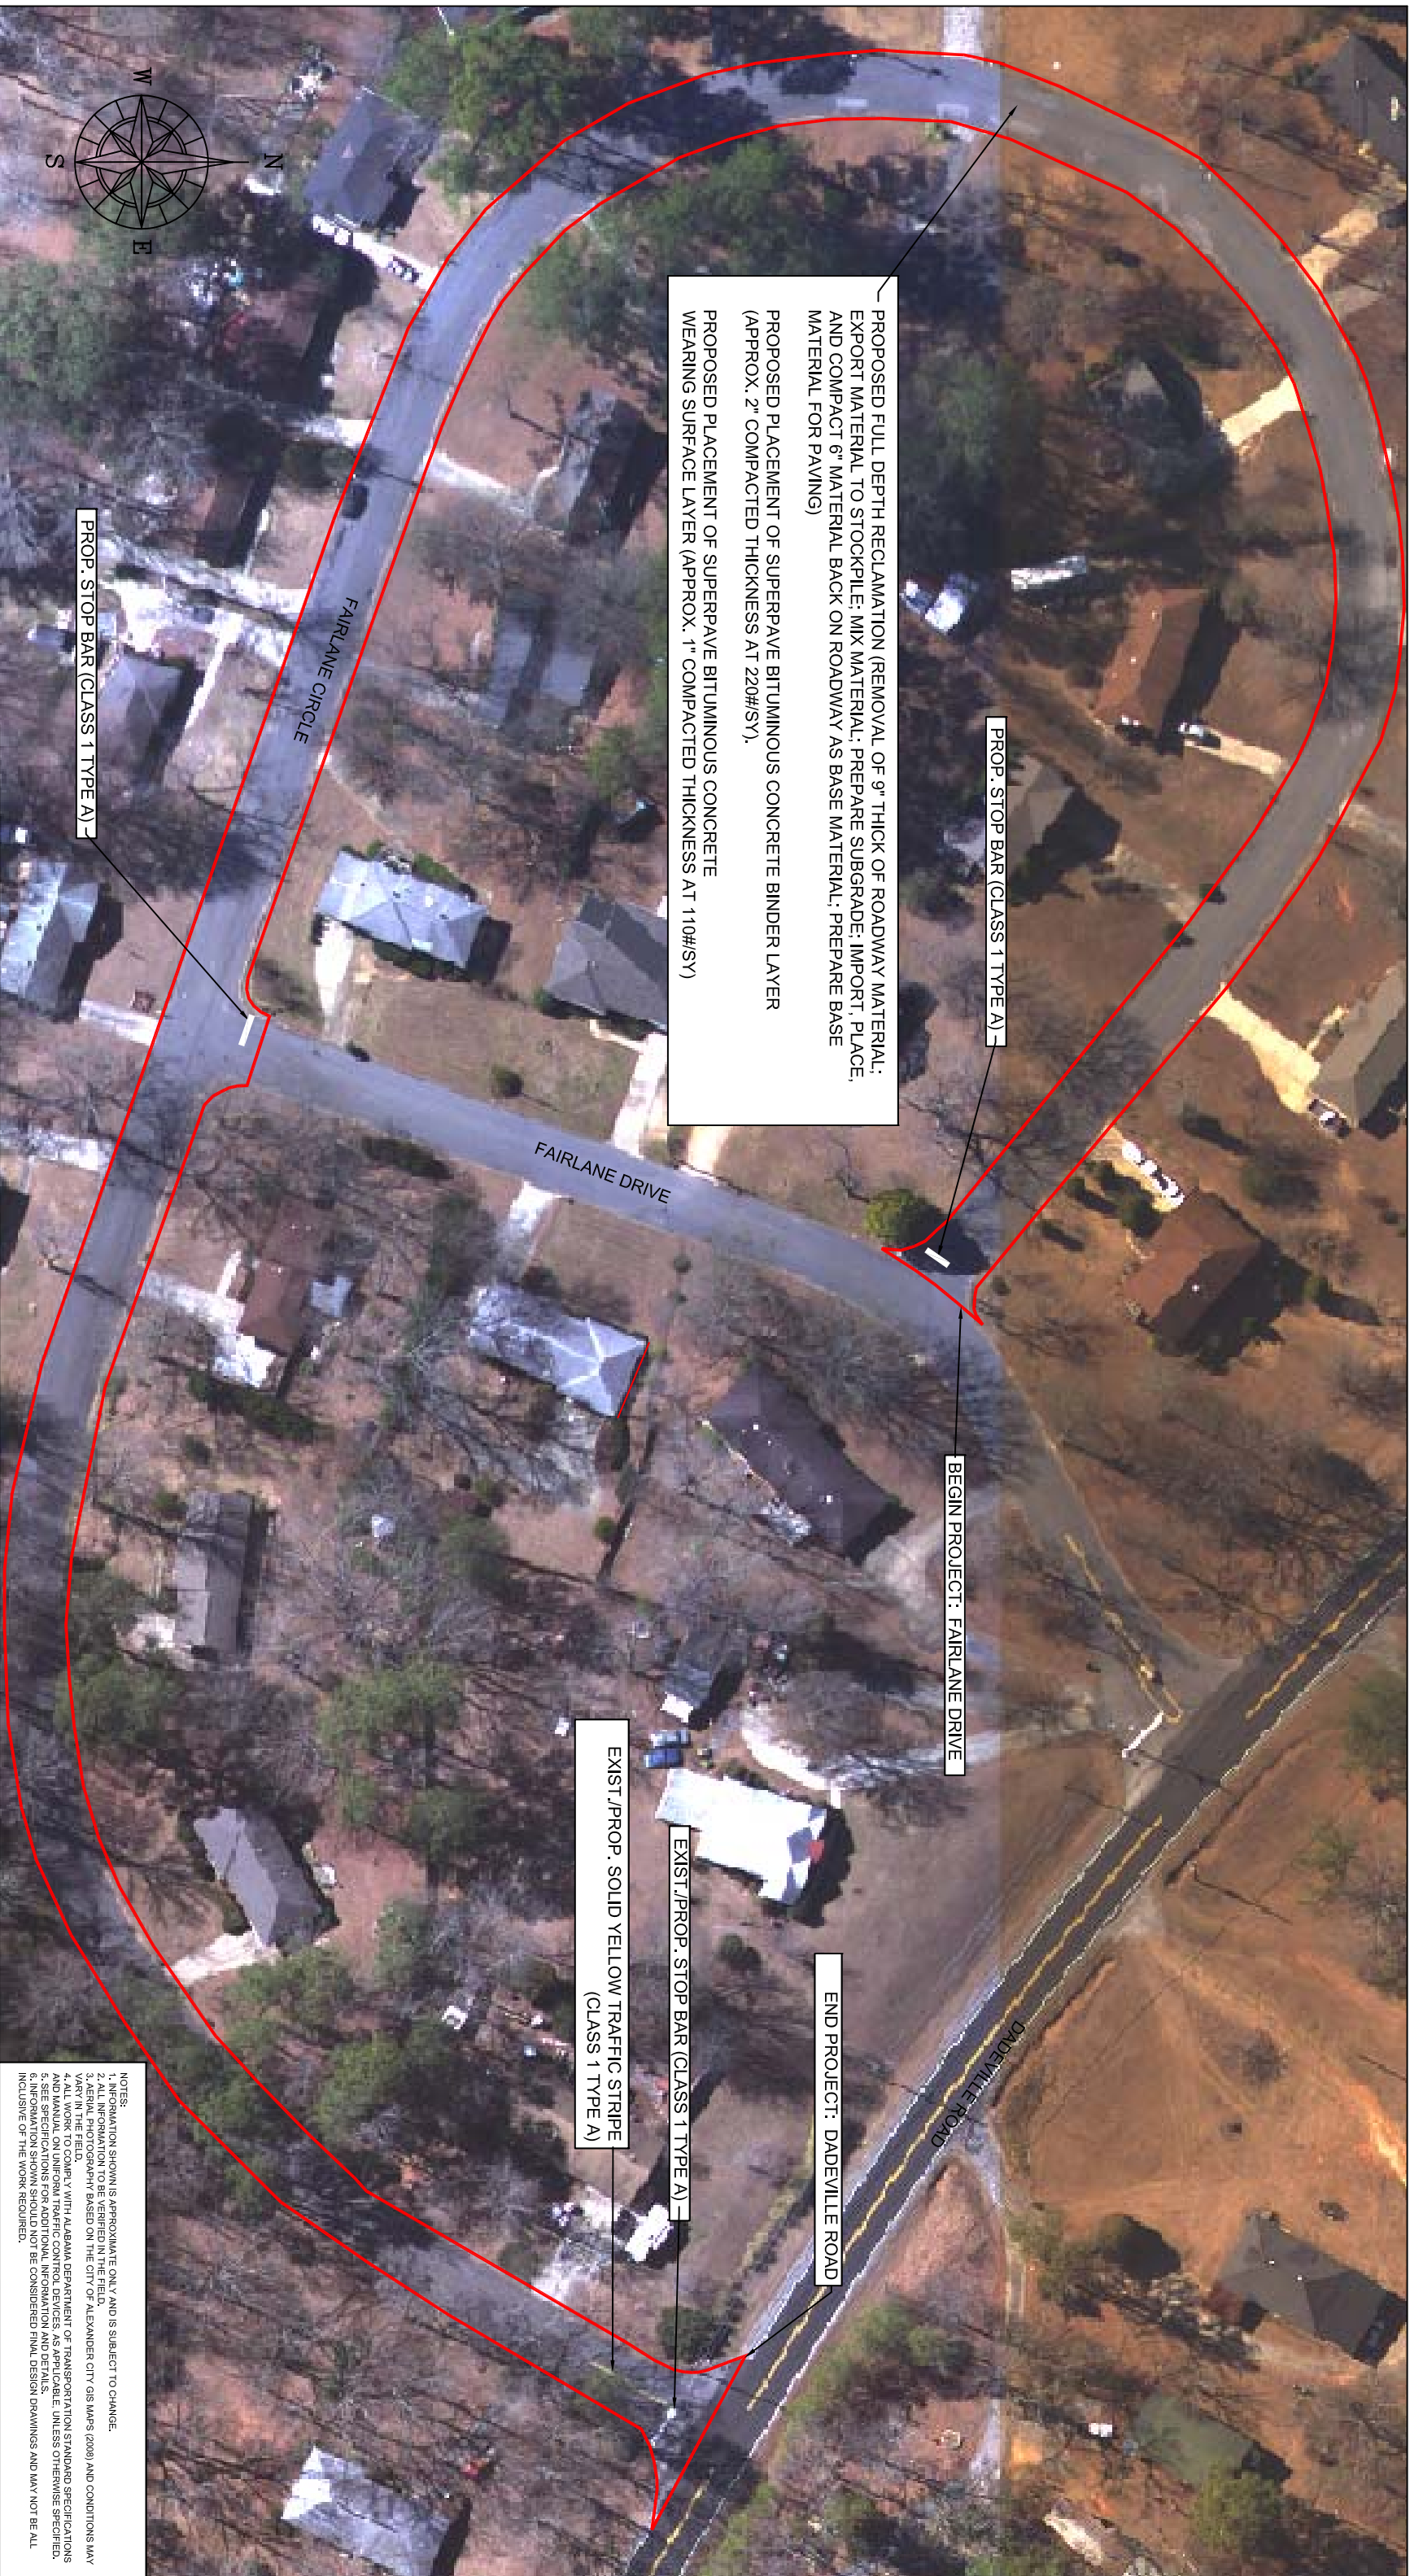 PROPOSED FULL DEPTH RECLAMATION (REMOVAL OF 9" THICK OF ROADWAY MATERIAL;
EXPORT MATERIAL TO STOCKPILE; MIX MATERIAL; PREPARE SUBGRADE; IMPORT, PLACE,
AND COMPACT 6" MATERIAL BACK ON ROADWAY AS BASE MATERIAL; PREPARE BASE
MATERIAL FOR PAVING)
PROPOSED PLACEMENT OF SUPERPAVE BITUMINOUS CONCRETE BINDER LAYER
(APPROX. 2" COMPACTED THICKNESS AT 220#/SY).
PROPOSED PLACEMENT OF SUPERPAVE BITUMINOUS CONCRETE
WEARING SURFACE LAYER (APPROX. 1" COMPACTED THICKNESS AT 110#/SY)
PROP. STOP BAR (CLASS 1 TYPE A)
BEGIN PROJECT: FAIRLANE DRIVE
DADEVILLE ROAD
END PROJECT: DADEVILLE ROAD
EXIST./PROP. STOP BAR (CLASS 1 TYPE A)
EXIST./PROP. SOLID YELLOW TRAFFIC STRIPE
(CLASS 1 TYPE A)
FAIRLANE DRIVE
FAIRLANE CIRCLE
PROP. STOP BAR (CLASS 1 TYPE A)
N
W
E
S
NOTES:
1. INFORMATION SHOWN IS APPROXIMATE ONLY AND IS SUBJECT TO CHANGE.
2. ALL INFORMATION TO BE VERIFIED IN THE FIELD.
3. AERIAL PHOTOGRAPHY BASED ON THE CITY OF ALEXANDER CITY GIS MAPS (2008) AND CONDITIONS MAY
VARY IN THE FIELD.
4. ALL WORK TO COMPLY WITH ALABAMA DEPARTMENT OF TRANSPORTATION STANDARD SPECIFICATIONS
AND MANUAL ON UNIFORM TRAFFIC CONTROL DEVICES, AS APPLICABLE, UNLESS OTHERWISE SPECIFIED.
5. SEE SPECIFICATIONS FOR ADDITIONAL INFORMATION AND DETAILS.
6. INFORMATION SHOWN SHOULD NOT BE CONSIDERED FINAL DESIGN DRAWINGS AND MAY NOT BE ALL
INCLUSIVE OF THE WORK REQUIRED.